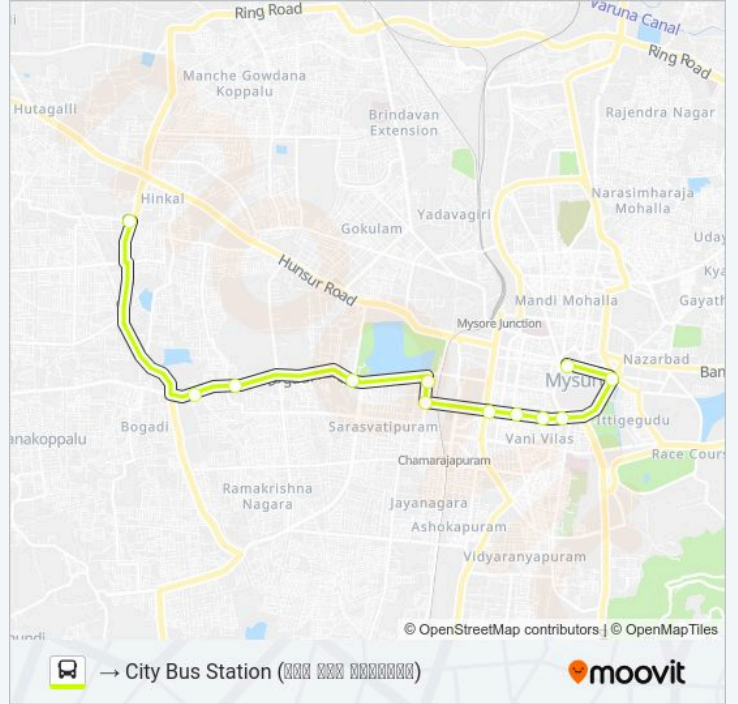 Ring Road
Varuna Canal
Ring Road
Manche Gowdana
Koppalu
Hutagalli
Brindavan
Extension
Rajendra Nagar
Hinkal
Narasimharaja
Mohalla
Yadavagiri
Gokulam
Uday
Kya
Hunsur Road
Mandi Mohalla
Gayath
Mysore Junction
Nazarbad
Ban
Mysuru
Ittigegudu
anakoppalu
Bogadi
Sarasvatipuram
Vani Vilas
Race Cours
Chamarajapuram
Ramakrishna
Nagara
Jayanagara
Ashokapuram
Vidyaranyapuram
© OpenStreetMap contributors | © OpenMapTiles
→ City Bus Station ( )
moovit